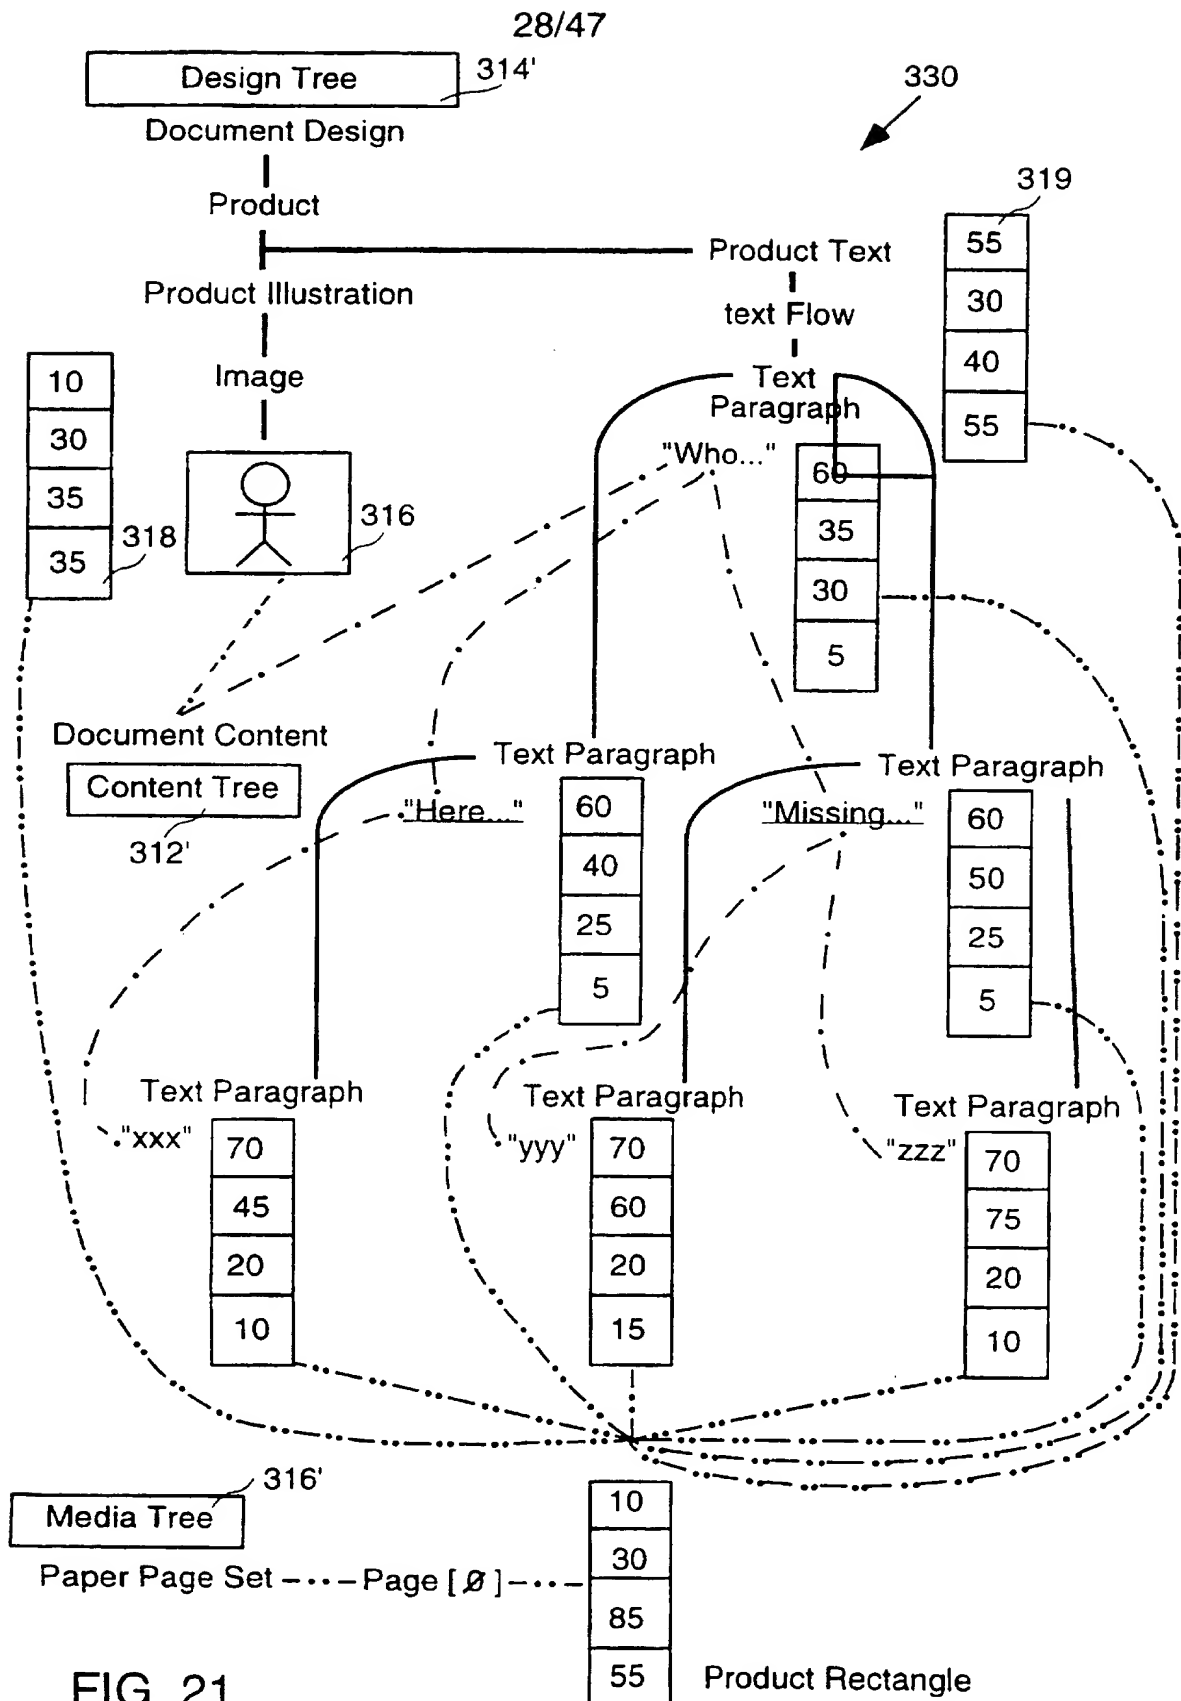 28/47
Design Tree
314'
Document Design
330
Product
319
55
30
40
55
Product Text
Product Illustration
text Flow
Image
Text
Paragraph
10
30
35
35
318
316
"Who..."
60
35
30
5
Document Content
Content Tree
312'
Text Paragraph
"Here..."
60
40
25
5
Text Paragraph
"Missing..."
60
50
25
5
Text Paragraph
"xxx"
70
45
20
10
Text Paragraph
"yyy"
70
60
20
15
Text Paragraph
"zzz"
70
75
20
10
316'
Media Tree
Paper Page Set
Page [ Ø ]
10
30
85
55
Product Rectangle
FIG. 21